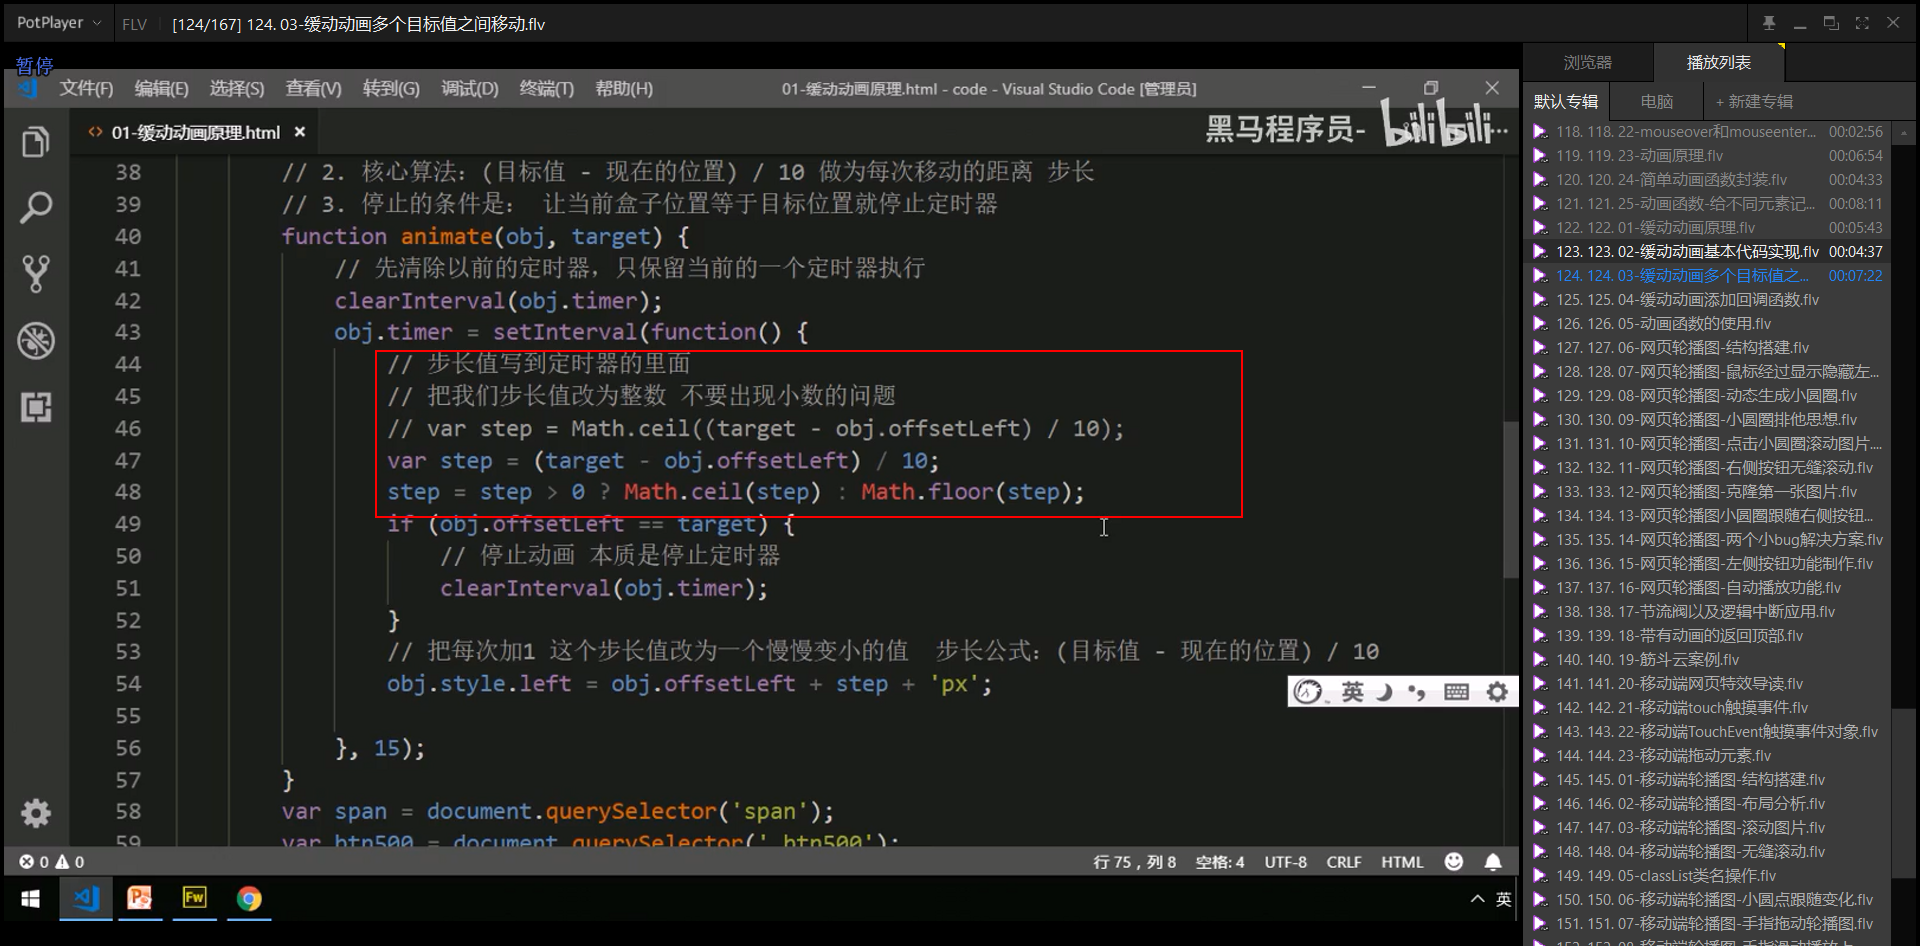 PotPlayer FLV [124/167] 124. 03-缓动动画多个目标值之间移动.flv
暂停
文件(F) 编辑(E) 选择(S) 查看(V) 转到(G) 调试(D) 终端(T) 帮助(H) 01-缓动动画原理.html - code - Visual Studio Code [管理员]
01-缓动动画原理.html ×
黑马程序员- bilibili
38 // 2. 核心算法：(目标值 - 现在的位置) / 10 做为每次移动的距离 步长
39 // 3. 停止的条件是： 让当前盒子位置等于目标位置就停止定时器
40 function animate(obj, target) {
41 // 先清除以前的定时器，只保留当前的一个定时器执行
42 clearInterval(obj.timer);
43 obj.timer = setInterval(function() {
44 // 步长值写到定时器的里面
45 // 把我们步长值改为整数 不要出现小数的问题
46 // var step = Math.ceil((target - obj.offsetLeft) / 10);
47 var step = (target - obj.offsetLeft) / 10;
48 step = step > 0 ? Math.ceil(step) : Math.floor(step);
49 if (obj.offsetLeft == target) {
50 // 停止动画 本质是停止定时器
51 clearInterval(obj.timer);
52 }
53 // 把每次加1 这个步长值改为一个慢慢变小的值 步长公式：(目标值 - 现在的位置) / 10
54 obj.style.left = obj.offsetLeft + step + 'px';
55
56 }, 15);
57 }
58 var span = document.querySelector('span');
59 var btn500 = document.querySelector('.btn500');
英
0 0 行 75，列 8 空格: 4 UTF-8 CRLF HTML
Fw 英
浏览器 播放列表
默认专辑 电脑 + 新建专辑
118. 118. 22-mouseover和mouseenter... 00:02:56
119. 119. 23-动画原理.flv 00:06:54
120. 120. 24-简单动画函数封装.flv 00:04:33
121. 121. 25-动画函数-给不同元素记... 00:08:11
122. 122. 01-缓动动画原理.flv 00:05:43
123. 123. 02-缓动动画基本代码实现.flv 00:04:37
124. 124. 03-缓动动画多个目标值之... 00:07:22
125. 125. 04-缓动动画添加回调函数.flv
126. 126. 05-动画函数的使用.flv
127. 127. 06-网页轮播图-结构搭建.flv
128. 128. 07-网页轮播图-鼠标经过显示隐藏左...
129. 129. 08-网页轮播图-动态生成小圆圈.flv
130. 130. 09-网页轮播图-小圆圈排他思想.flv
131. 131. 10-网页轮播图-点击小圆圈滚动图片....
132. 132. 11-网页轮播图-右侧按钮无缝滚动.flv
133. 133. 12-网页轮播图-克隆第一张图片.flv
134. 134. 13-网页轮播图小圆圈跟随右侧按钮...
135. 135. 14-网页轮播图-两个小bug解决方案.flv
136. 136. 15-网页轮播图-左侧按钮功能制作.flv
137. 137. 16-网页轮播图-自动播放功能.flv
138. 138. 17-节流阀以及逻辑中断应用.flv
139. 139. 18-带有动画的返回顶部.flv
140. 140. 19-筋斗云案例.flv
141. 141. 20-移动端网页特效导读.flv
142. 142. 21-移动端touch触摸事件.flv
143. 143. 22-移动端TouchEvent触摸事件对象.flv
144. 144. 23-移动端拖动元素.flv
145. 145. 01-移动端轮播图-结构搭建.flv
146. 146. 02-移动端轮播图-布局分析.flv
147. 147. 03-移动端轮播图-滚动图片.flv
148. 148. 04-移动端轮播图-无缝滚动.flv
149. 149. 05-classList类名操作.flv
150. 150. 06-移动端轮播图-小圆点跟随变化.flv
151. 151. 07-移动端轮播图-手指拖动轮播图.flv